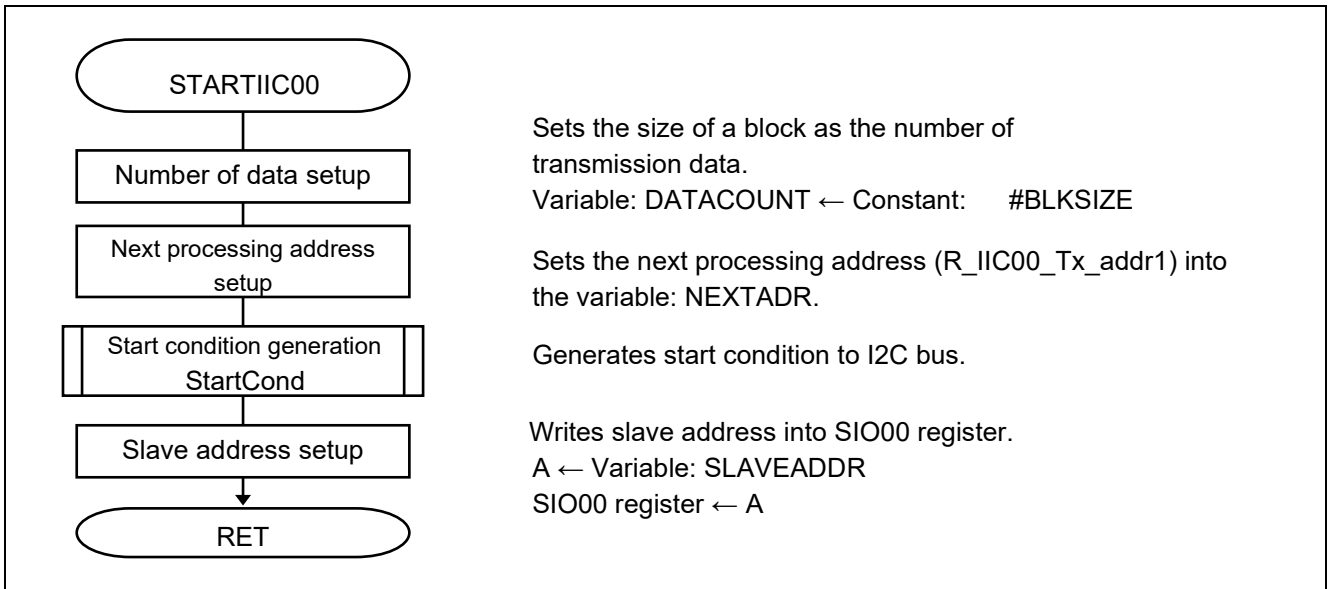 STARTIIC00
Sets the size of a block as the number of
transmission data.
Number of data setup
Variable: DATACOUNT ← Constant: #BLKSIZE
Next processing address
setup
Sets the next processing address (R_IIC00_Tx_addr1) into
the variable: NEXTADR.
Start condition generation
StartCond
Generates start condition to I2C bus.
Slave address setup
Writes slave address into SIO00 register.
A ← Variable: SLAVEADDR
SIO00 register ← A
RET